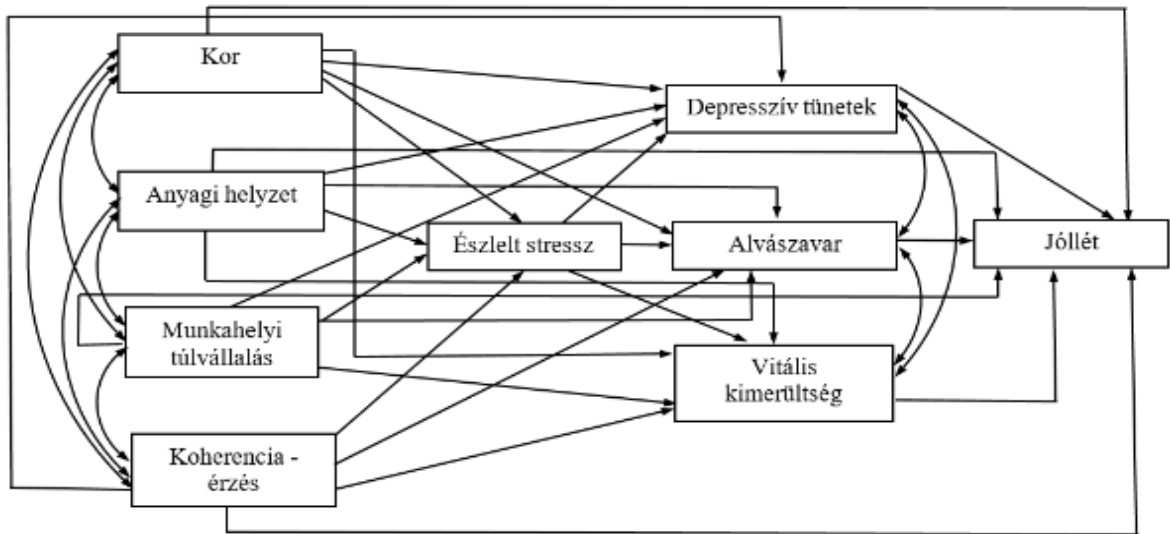 Kor
Depresszív tünetek
Anyagi helyzet
Észlelt stressz
Alvászavar
Jóllét
Munkahelyi
túlvállalás
Vitális
kimerültség
Koherencia -
érzés